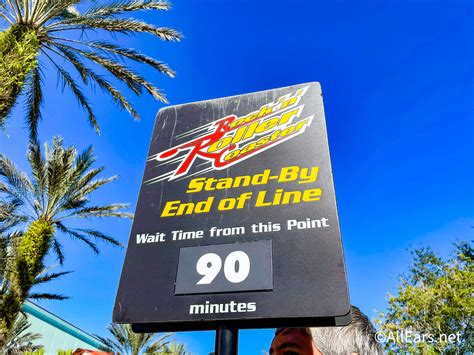 Rock 'n'
Roller
Coaster
Stand-By
End of Line
Wait Time from this Point
90
minutes
©AllEars.net